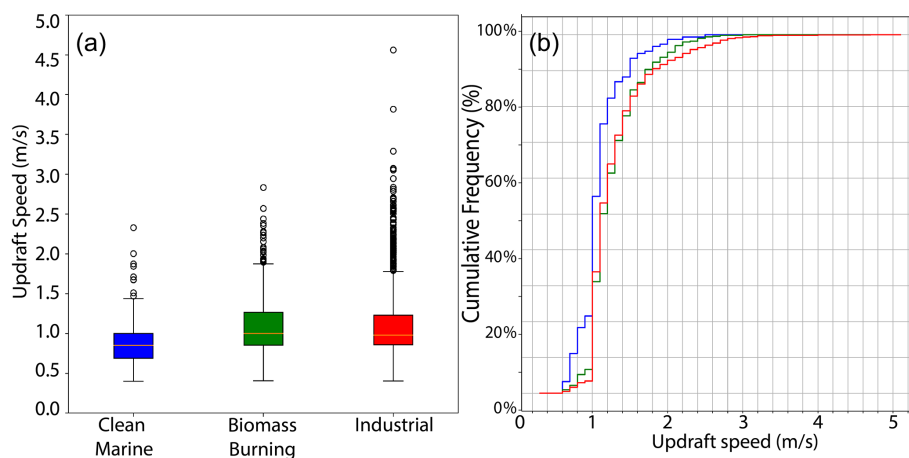 (a)
Updraft Speed (m/s)
5.0
4.5
4.0
3.5
3.0
2.5
2.0
1.5
1.0
0.5
0.0
Clean
Marine
Biomass
Burning
Industrial
(b)
Cumulative Frequency (%)
100%
80%
60%
40%
20%
0%
0
1
2
3
4
5
Updraft speed (m/s)